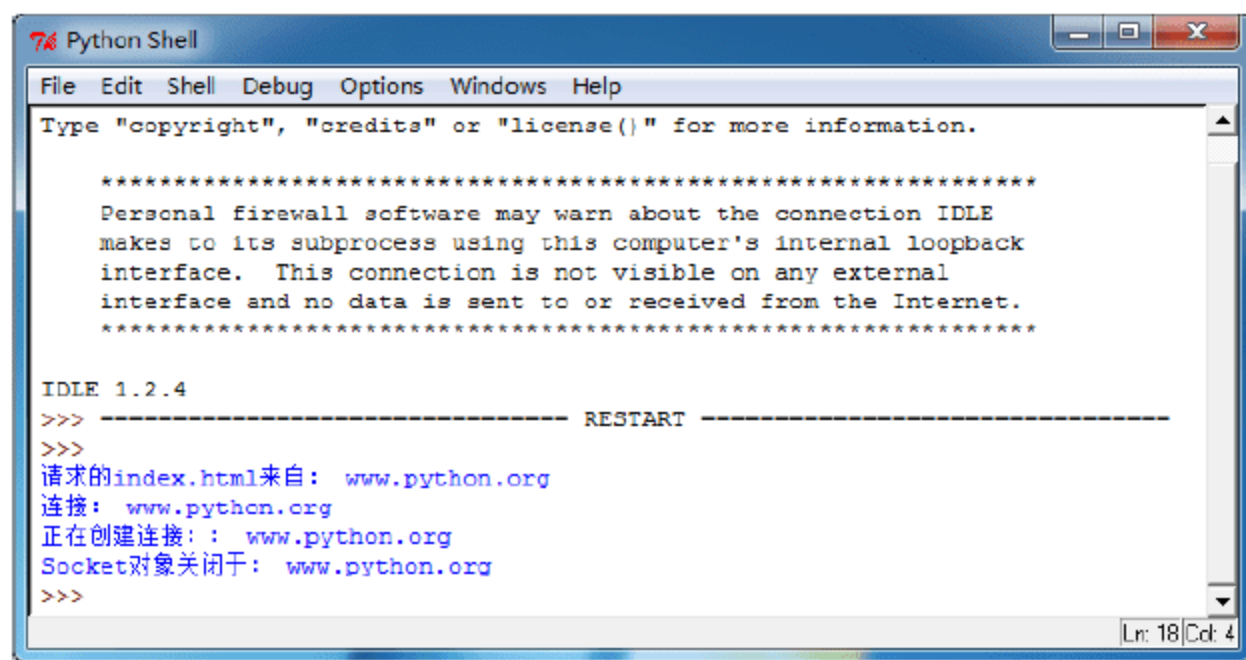 Python Shell
File Edit Shell Debug Options Windows Help
Type "copyright", "credits" or "license()" for more information.
****************************************************************
Personal firewall software may warn about the connection IDLE
makes to its subprocess using this computer's internal loopback
interface.  This connection is not visible on any external
interface and no data is sent to or received from the Internet.
****************************************************************
IDLE 1.2.4
>>> ================================ RESTART ================================
>>>
请求的index.html来自： www.python.org
连接： www.python.org
正在创建连接：： www.python.org
Socket对象关闭于： www.python.org
>>>
Ln: 18 Col: 4